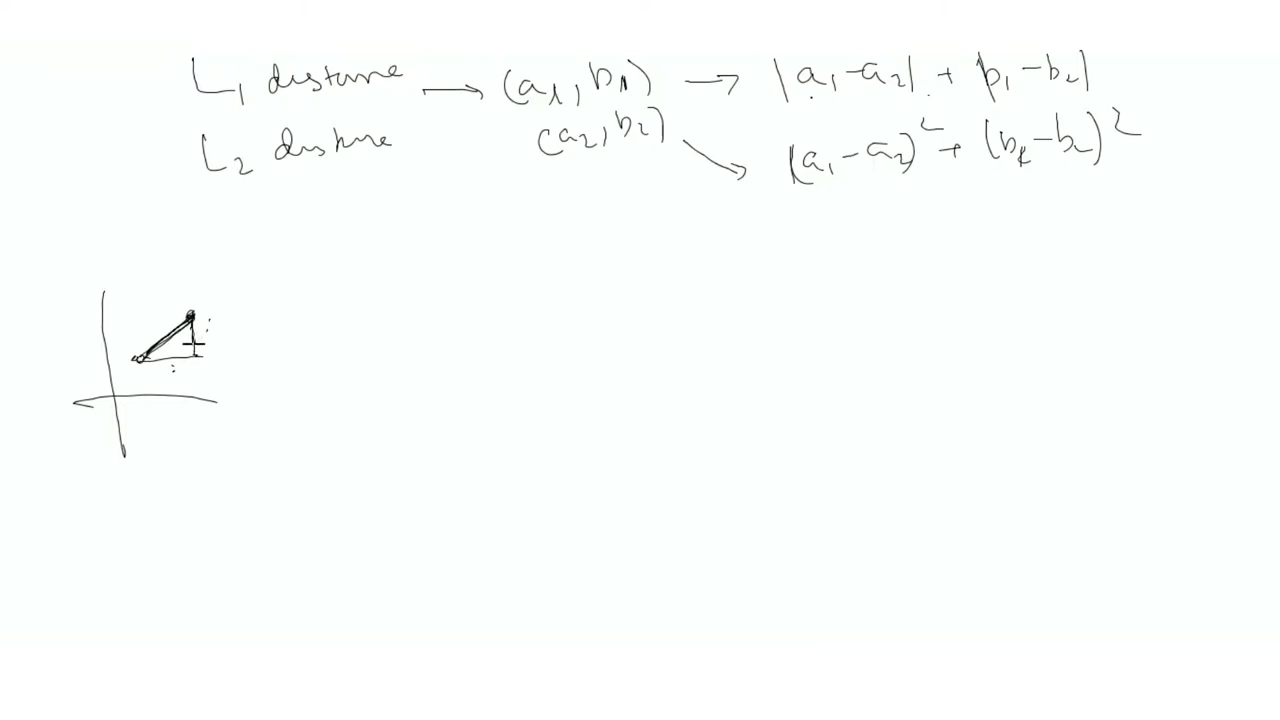 L₁ distance → (a₁, b₁) → |a₁ - a₂| + |b₁ - b₂|
L₂ distance (a₂, b₂) → (a₁ - a₂)² + (b₁ - b₂)²